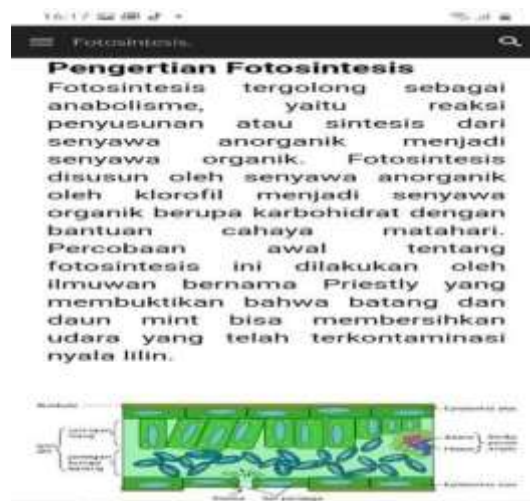 16:17
Fotosintesis.
Pengertian Fotosintesis
Fotosintesis tergolong sebagai
anabolisme, yaitu reaksi
penyusunan atau sintesis dari
senyawa anorganik menjadi
senyawa organik. Fotosintesis
disusun oleh senyawa anorganik
oleh klorofil menjadi senyawa
organik berupa karbohidrat dengan
bantuan cahaya matahari.
Percobaan awal tentang
fotosintesis ini dilakukan oleh
ilmuwan bernama Priestly yang
membuktikan bahwa batang dan
daun mint bisa membersihkan
udara yang telah terkontaminasi
nyala lilin.